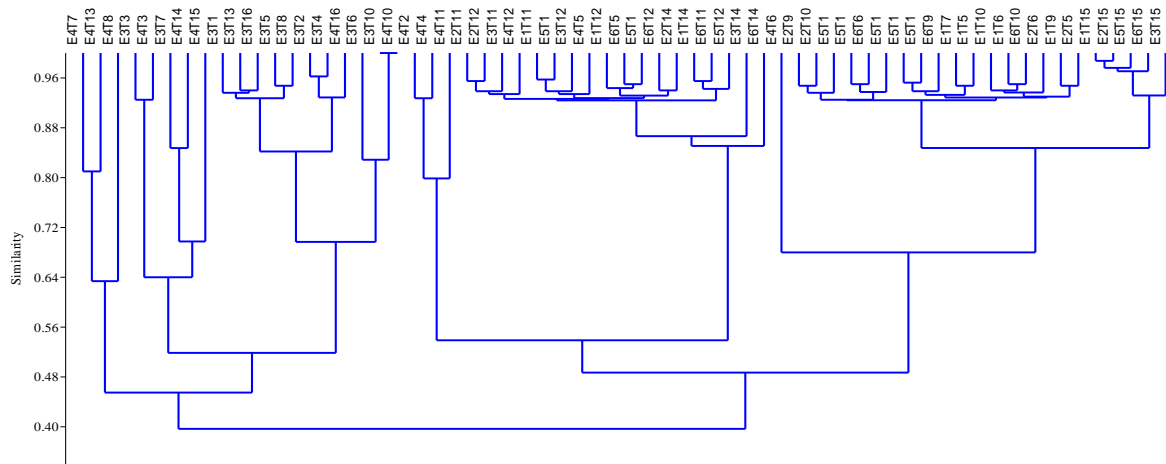 E4T7
E4T13
E4T8
E3T3
E4T3
E3T7
E4T14
E4T15
E3T1
E3T13
E3T16
E3T5
E3T8
E3T2
E3T4
E4T16
E3T6
E3T10
E4T10
E4T2
E4T4
E4T11
E2T11
E2T12
E3T11
E4T12
E1T11
E5T1
E3T12
E4T5
E1T12
E6T5
E5T1
E6T12
E2T14
E1T14
E6T11
E5T12
E3T14
E6T14
E4T6
E2T9
E2T10
E5T1
E5T1
E6T6
E5T1
E5T1
E5T1
E6T9
E1T7
E1T5
E1T10
E1T6
E6T10
E2T6
E1T9
E2T5
E1T15
E2T15
E5T15
E6T15
E3T15
0.96
0.88
0.80
0.72
0.64
0.56
0.48
0.40
Similarity